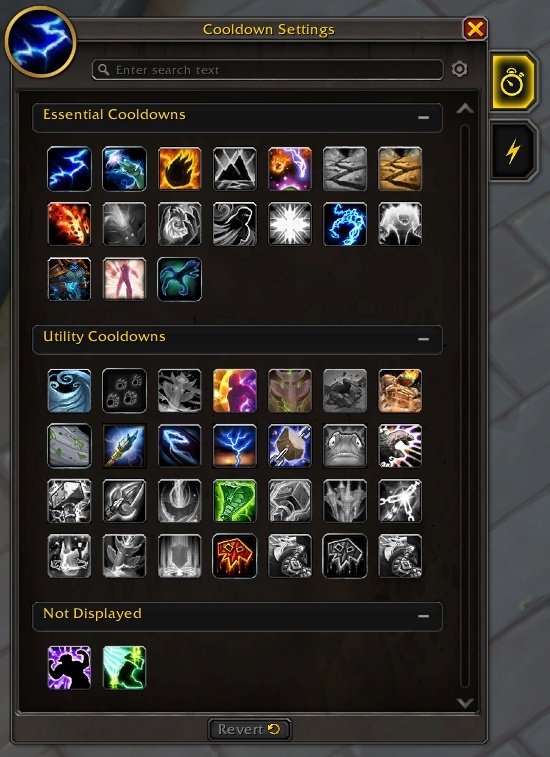 Cooldown Settings
Enter search text
Essential Cooldowns
Utility Cooldowns
Not Displayed
Revert